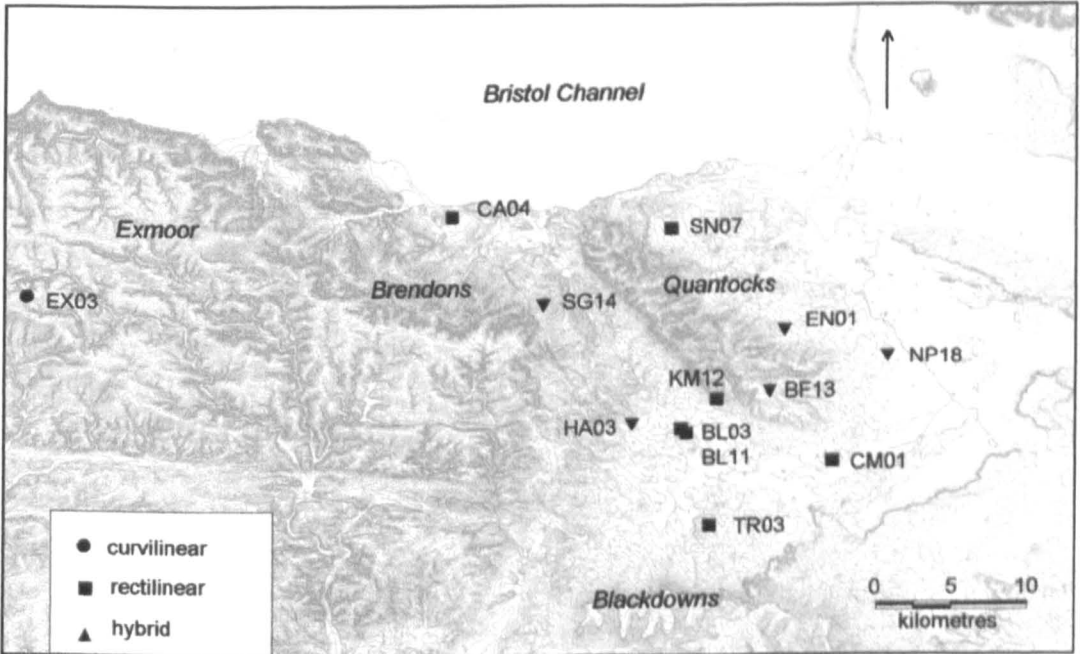 Bristol Channel
CA04
SN07
Exmoor
Brendons
Quantocks
EX03
SG14
EN01
NP18
KM12
BF13
HA03
BL03
BL11
CM01
TR03
curvilinear
rectilinear
hybrid
Blackdowns
0 5 10
kilometres